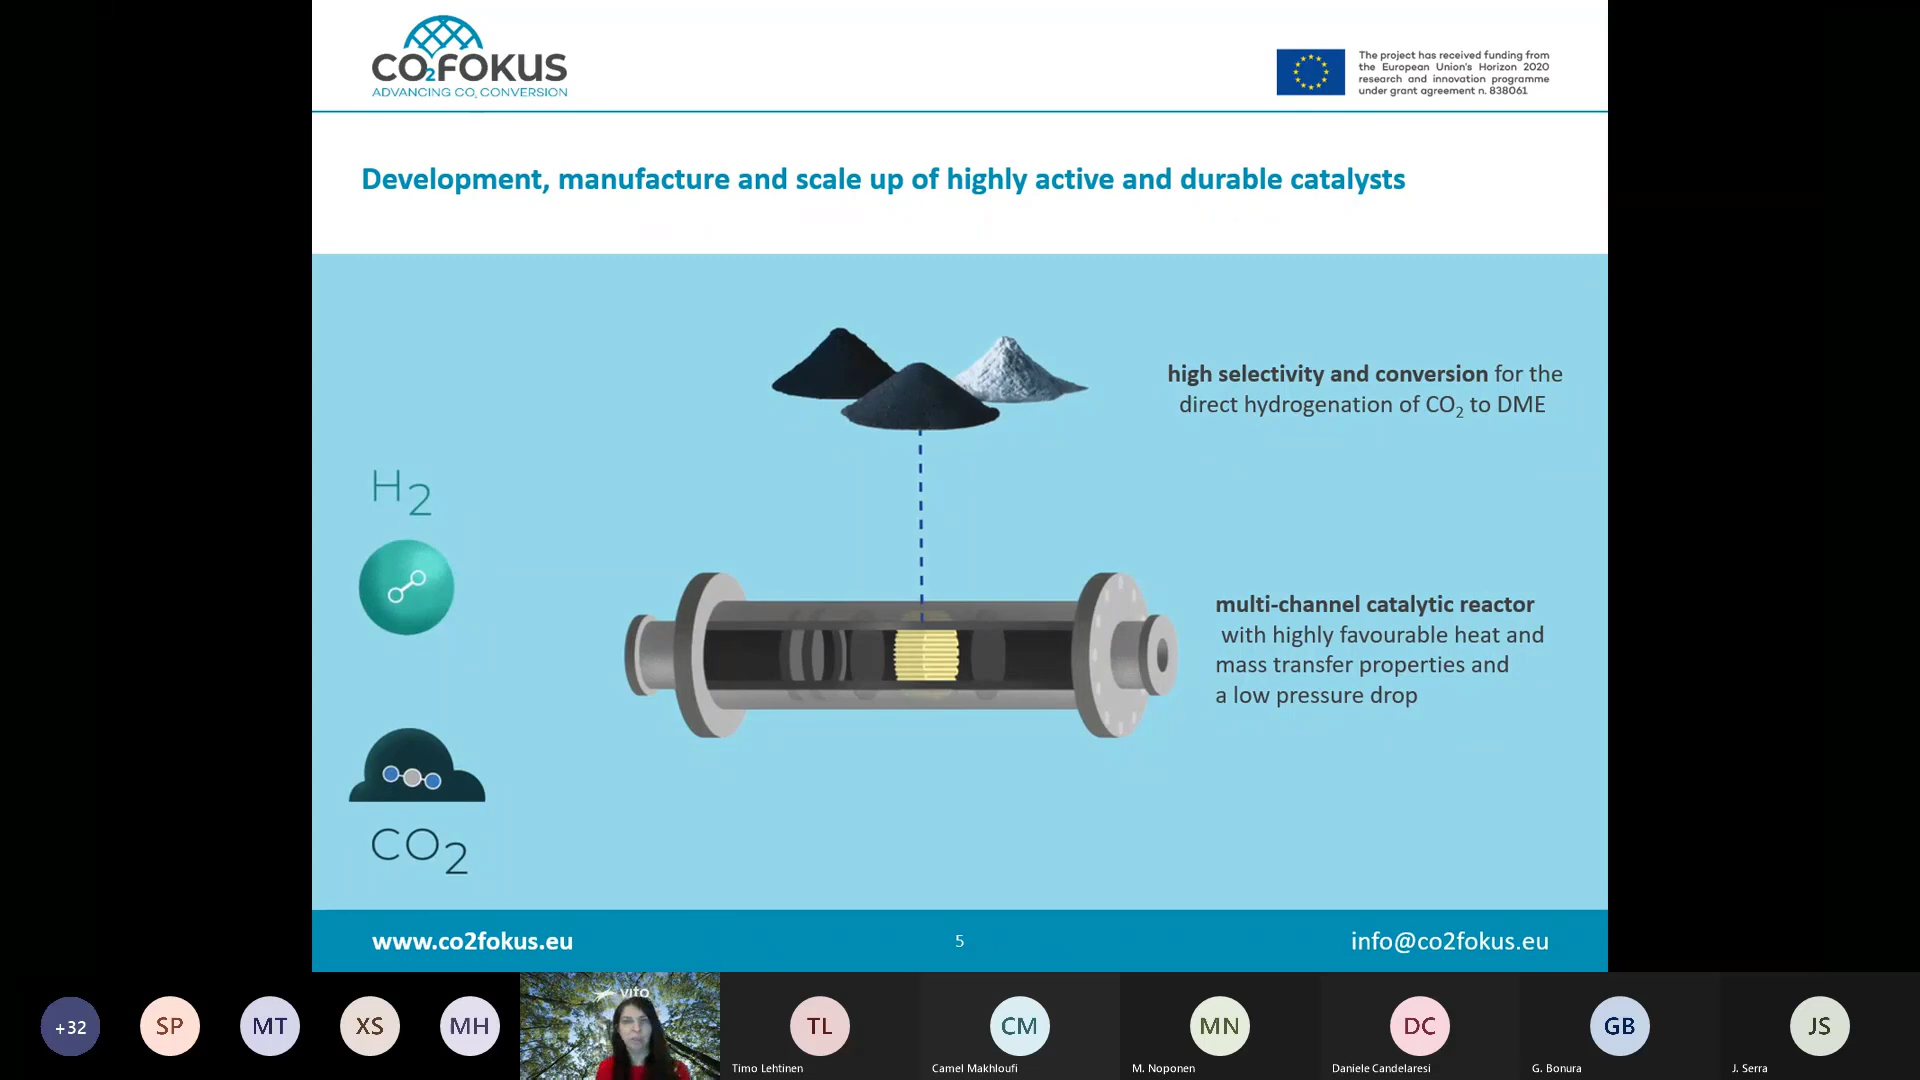 CO2FOKUS
ADVANCING CO2 CONVERSION
The project has received funding from
the European Union's Horizon 2020
research and innovation programme
under grant agreement n. 838061
Development, manufacture and scale up of highly active and durable catalysts
high selectivity and conversion for the
direct hydrogenation of CO2 to DME
H2
multi-channel catalytic reactor
with highly favourable heat and
mass transfer properties and
a low pressure drop
CO2
www.co2fokus.eu
5
info@co2fokus.eu
+32
SP
MT
XS
MH
vito
TL
CM
MN
DC
GB
JS
Timo Lehtinen
Camel Makhloufi
M. Noponen
Daniele Candelaresi
G. Bonura
J. Serra